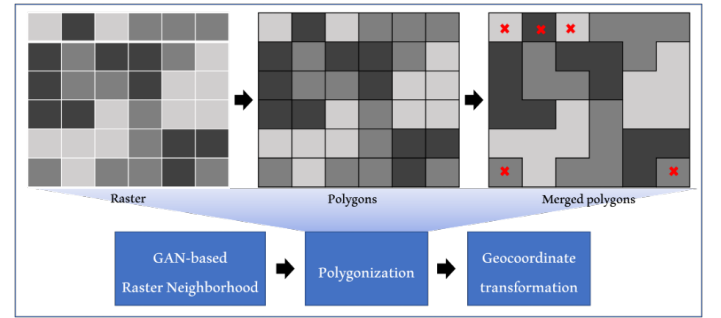 Raster
Polygons
Merged polygons
GAN-based
Raster Neighborhood
Polygonization
Geocoordinate
transformation